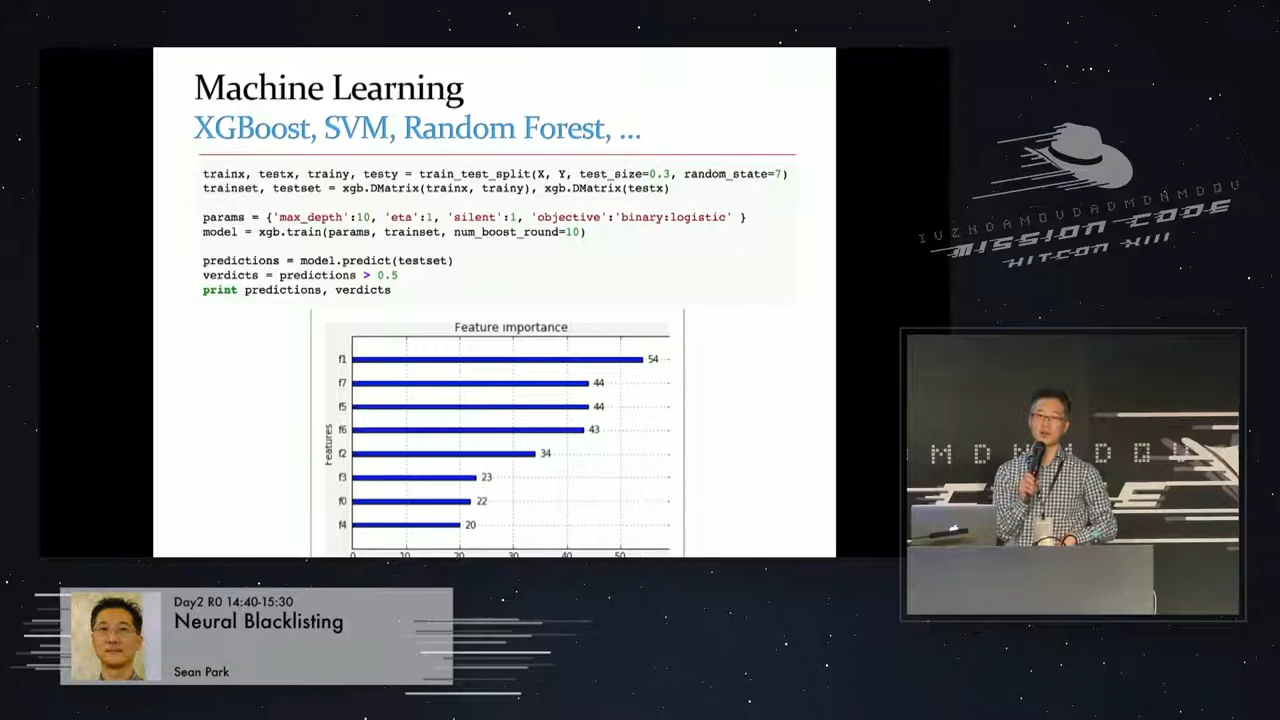 Machine Learning
XGBoost, SVM, Random Forest, ...
trainx, testx, trainy, testy = train_test_split(X, Y, test_size=0.3, random_state=7)
trainset, testset = xgb.DMatrix(trainx, trainy), xgb.DMatrix(testx)
params = {'max_depth':10, 'eta':1, 'silent':1, 'objective':'binary:logistic' }
model = xgb.train(params, trainset, num_boost_round=10)
predictions = model.predict(testset)
verdicts = predictions > 0.5
print predictions, verdicts
Feature importance
Features
f1 54
f7 44
f5 44
f6 43
f2 34
f3 23
f0 22
f4 20
0 10 20 30 40 50
MISSION CODE
HITCON XIII
M D
Day2 R0 14:40-15:30
Neural Blacklisting
Sean Park